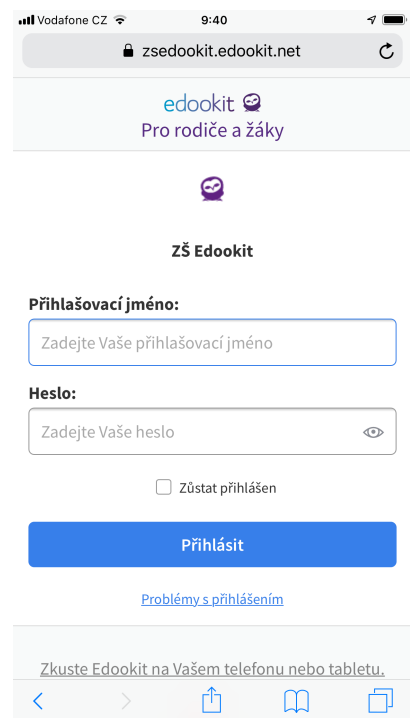 Vodafone CZ 9:40
zsedookit.edookit.net
edookit
Pro rodiče a žáky
ZŠ Edookit
Přihlašovací jméno:
Zadejte Vaše přihlašovací jméno
Heslo:
Zadejte Vaše heslo
Zůstat přihlášen
Přihlásit
Problémy s přihlášením
Zkuste Edookit na Vašem telefonu nebo tabletu.